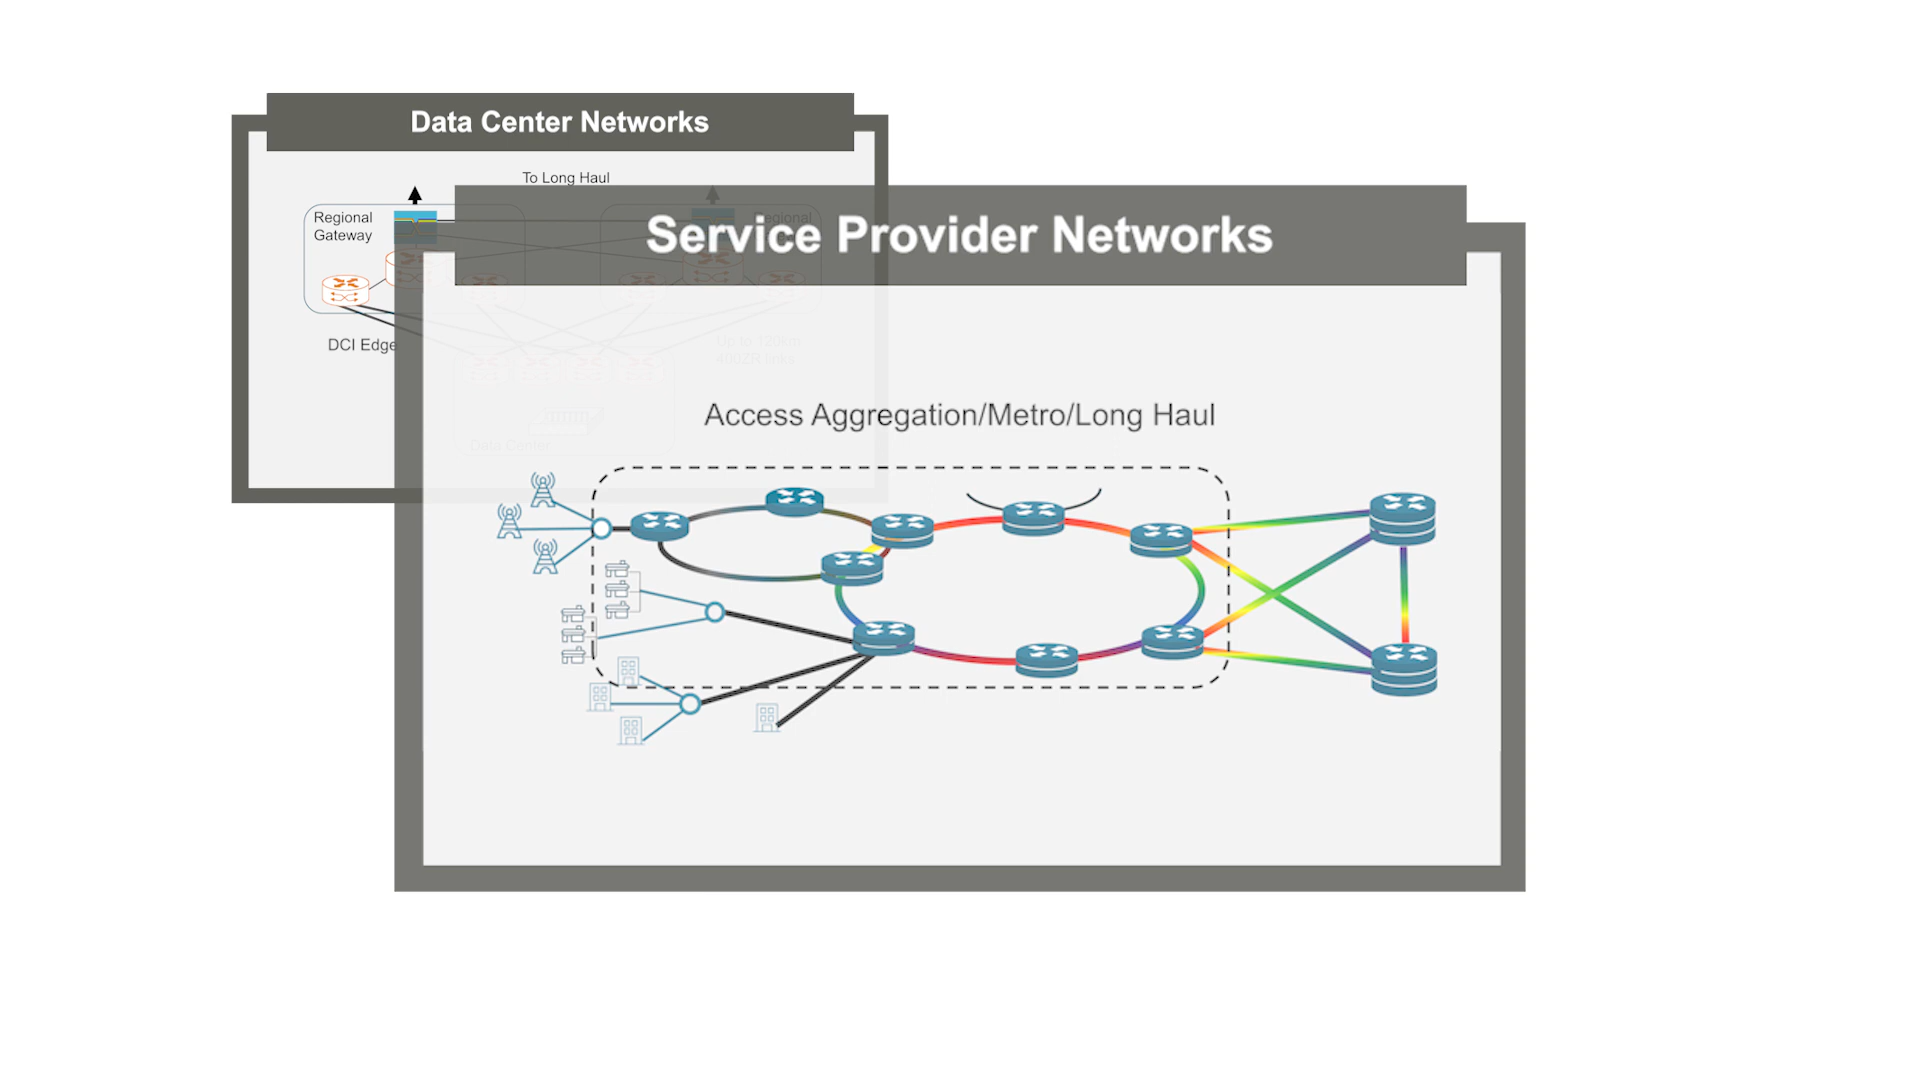 Data Center Networks
To Long Haul
Regional
Gateway
Regional
DCI Edge
Up to 120km
400ZR links
Data Center
Service Provider Networks
Access Aggregation/Metro/Long Haul